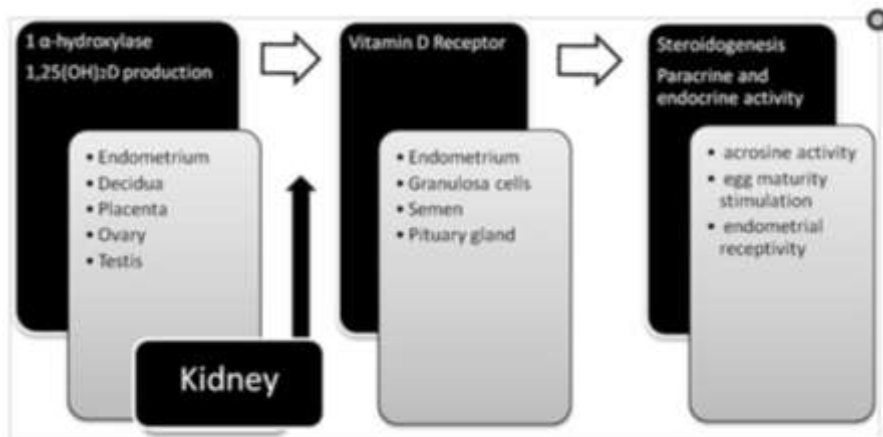 1 α-hydroxylase
1,25(OH)₂D production
• Endometrium
• Decidua
• Placenta
• Ovary
• Testis
Kidney
Vitamin D Receptor
• Endometrium
• Granulosa cells
• Semen
• Pituary gland
Steroidogenesis
Paracrine and
endocrine activity
• acrosine activity
• egg maturity
stimulation
• endometrial
receptivity